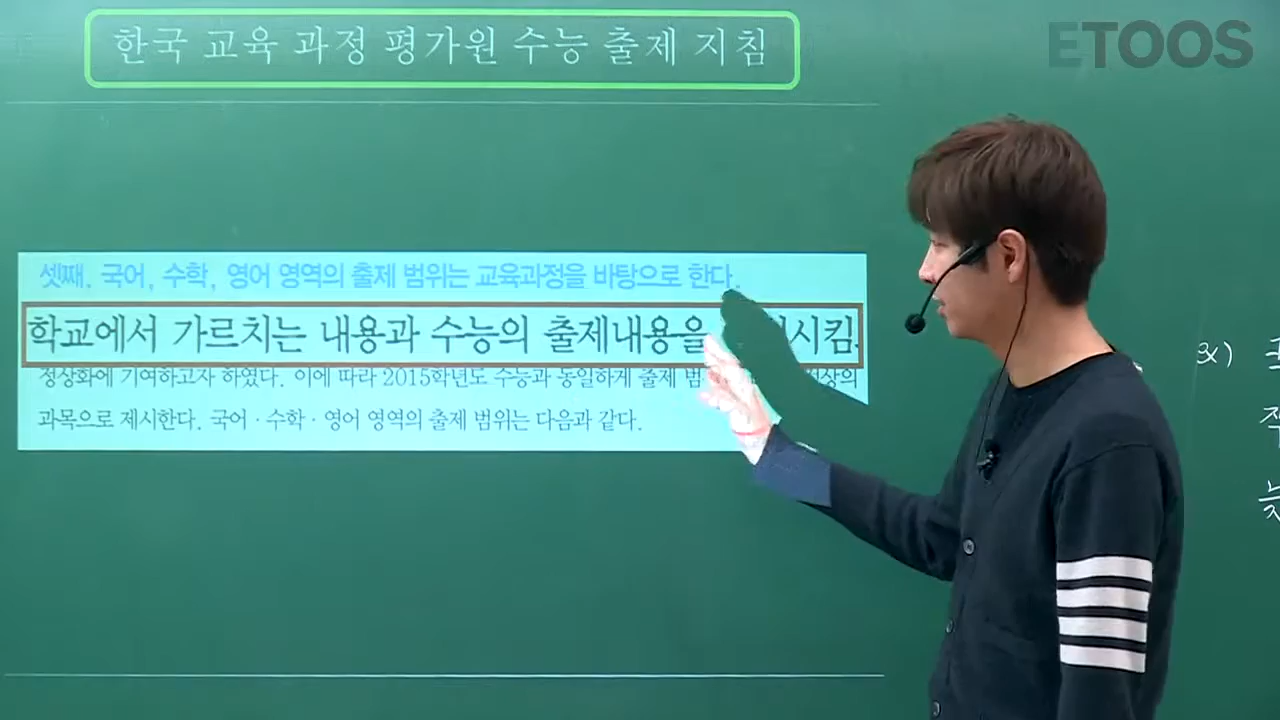 한국 교육 과정 평가원 수능 출제 지침
ETOOS
셋째. 국어, 수학, 영어 영역의 출제 범위는 교육과정을 바탕으로 한다.
학교에서 가르치는 내용과 수능의 출제내용을 시킴.
정상화에 기여하고자 하였다. 이에 따라 2015학년도 수능과 동일하게 출제
과목으로 제시한다. 국어·수학·영어 영역의 출제 범위는 다음과 같다.